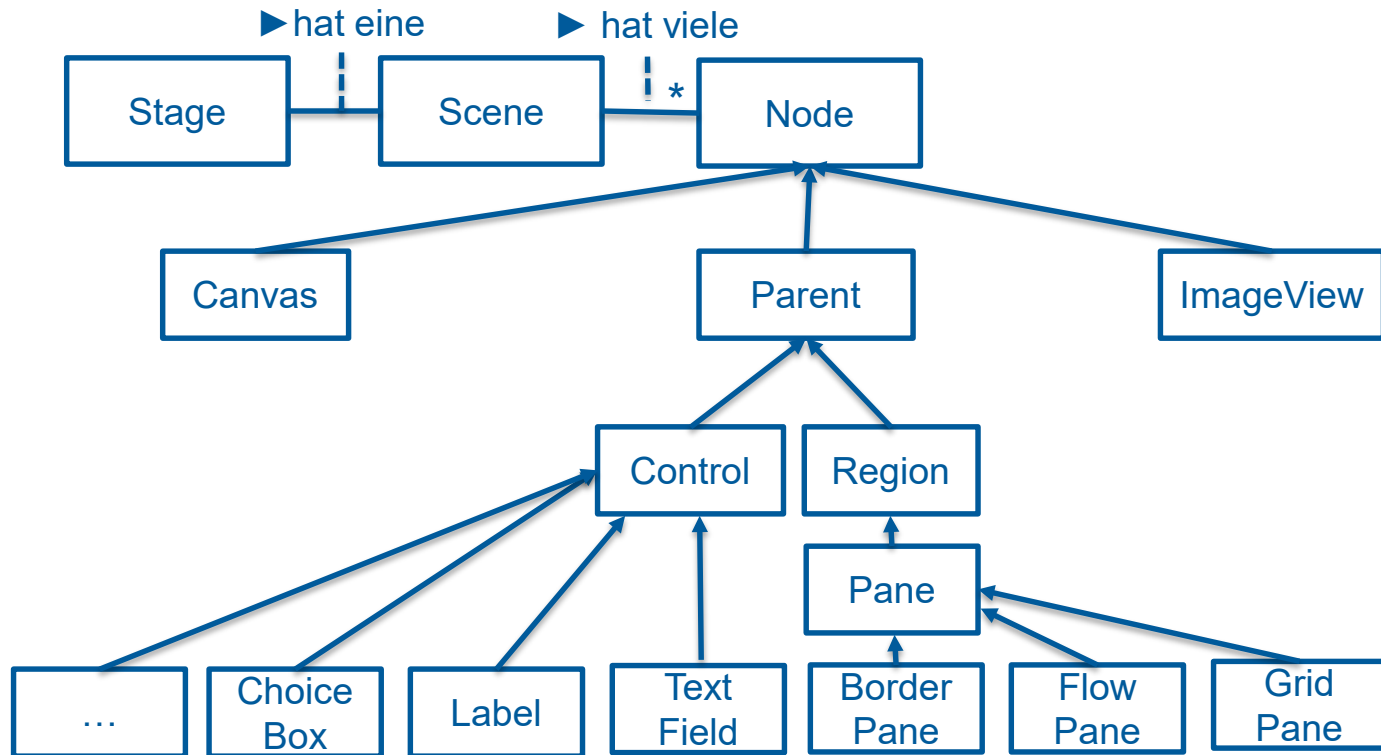 ►hat eine
► hat viele
Stage
Scene
*
Node
Canvas
Parent
ImageView
Control
Region
Pane
…
Choice
Box
Label
Text
Field
Border
Pane
Flow
Pane
Grid
Pane